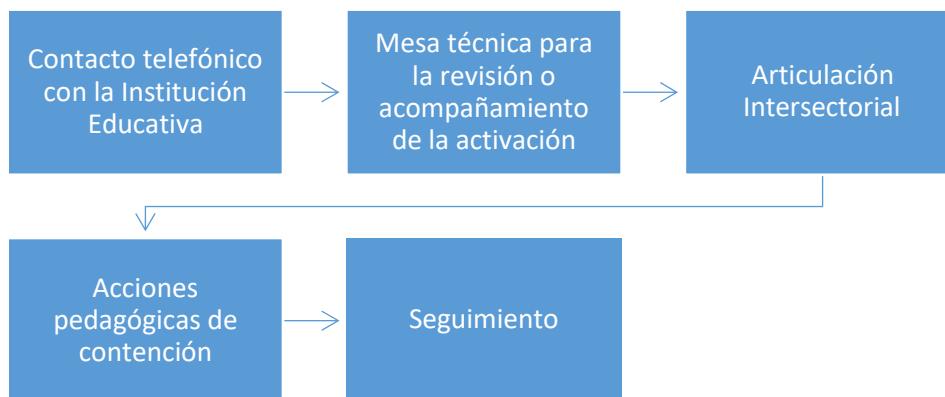 Contacto telefónico
con la Institución
Educativa
Mesa técnica para
la revisión o
acompañamiento
de la activación
Articulación
Intersectorial
Acciones
pedagógicas de
contención
Seguimiento